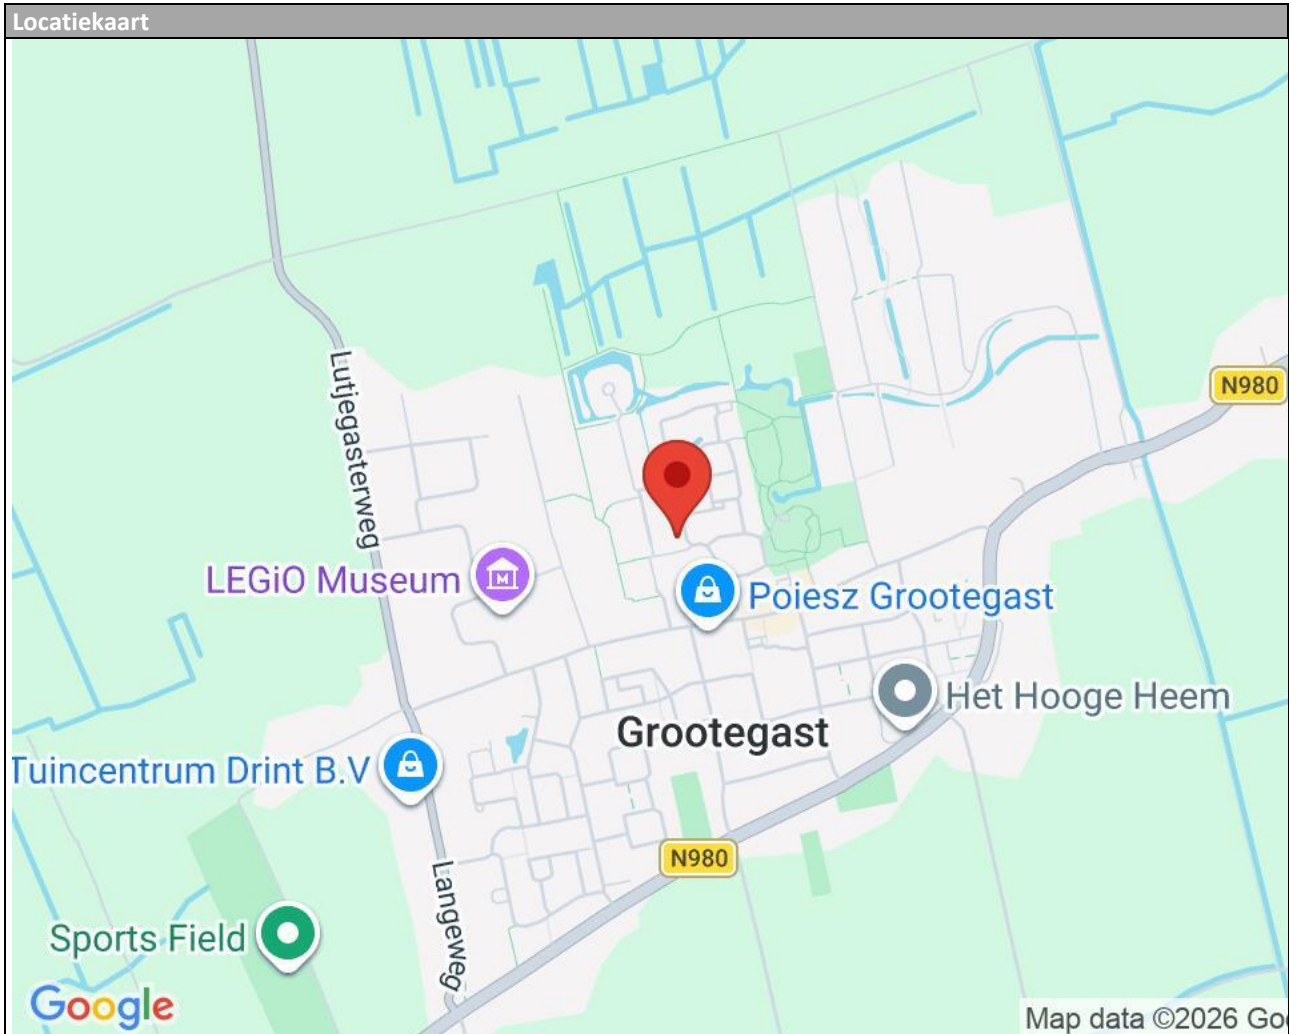 Locatiekaart
N980
Lutjegasterweg
LEGiO Museum
Poiesz Grootegast
Het Hooge Heem
Grootegast
Tuincentrum Drint B.V
N980
Langeweg
Sports Field
Google
Map data ©2026 Goo